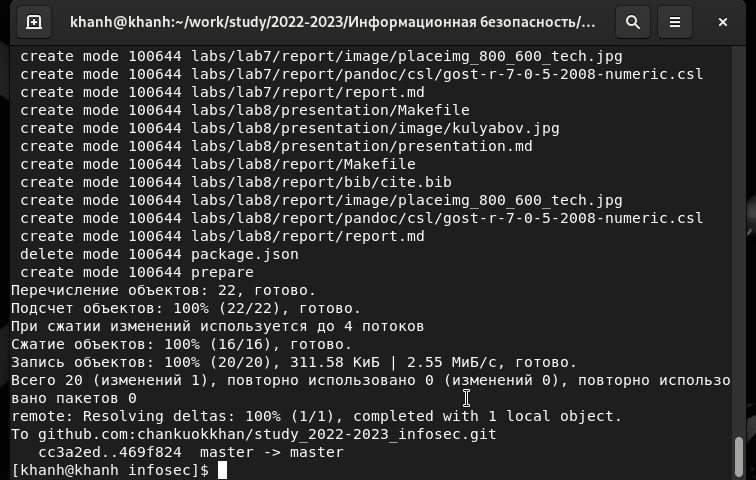 khanh@khanh:~/work/study/2022-2023/Информационная безопасность/...
create mode 100644 labs/lab7/report/image/placeimg_800_600_tech.jpg
create mode 100644 labs/lab7/report/pandoc/csl/gost-r-7-0-5-2008-numeric.csl
create mode 100644 labs/lab7/report/report.md
create mode 100644 labs/lab8/presentation/Makefile
create mode 100644 labs/lab8/presentation/image/kulyabov.jpg
create mode 100644 labs/lab8/presentation/presentation.md
create mode 100644 labs/lab8/report/Makefile
create mode 100644 labs/lab8/report/bib/cite.bib
create mode 100644 labs/lab8/report/image/placeimg_800_600_tech.jpg
create mode 100644 labs/lab8/report/pandoc/csl/gost-r-7-0-5-2008-numeric.csl
create mode 100644 labs/lab8/report/report.md
delete mode 100644 package.json
create mode 100644 prepare
Перечисление объектов: 22, готово.
Подсчет объектов: 100% (22/22), готово.
При сжатии изменений используется до 4 потоков
Сжатие объектов: 100% (16/16), готово.
Запись объектов: 100% (20/20), 311.58 КиБ | 2.55 МиБ/с, готово.
Всего 20 (изменений 1), повторно использовано 0 (изменений 0), повторно использо
вано пакетов 0
remote: Resolving deltas: 100% (1/1), completed with 1 local object.
To github.com:chankuokkhan/study_2022-2023_infosec.git
cc3a2ed..469f824  master -> master
[khanh@khanh infosec]$